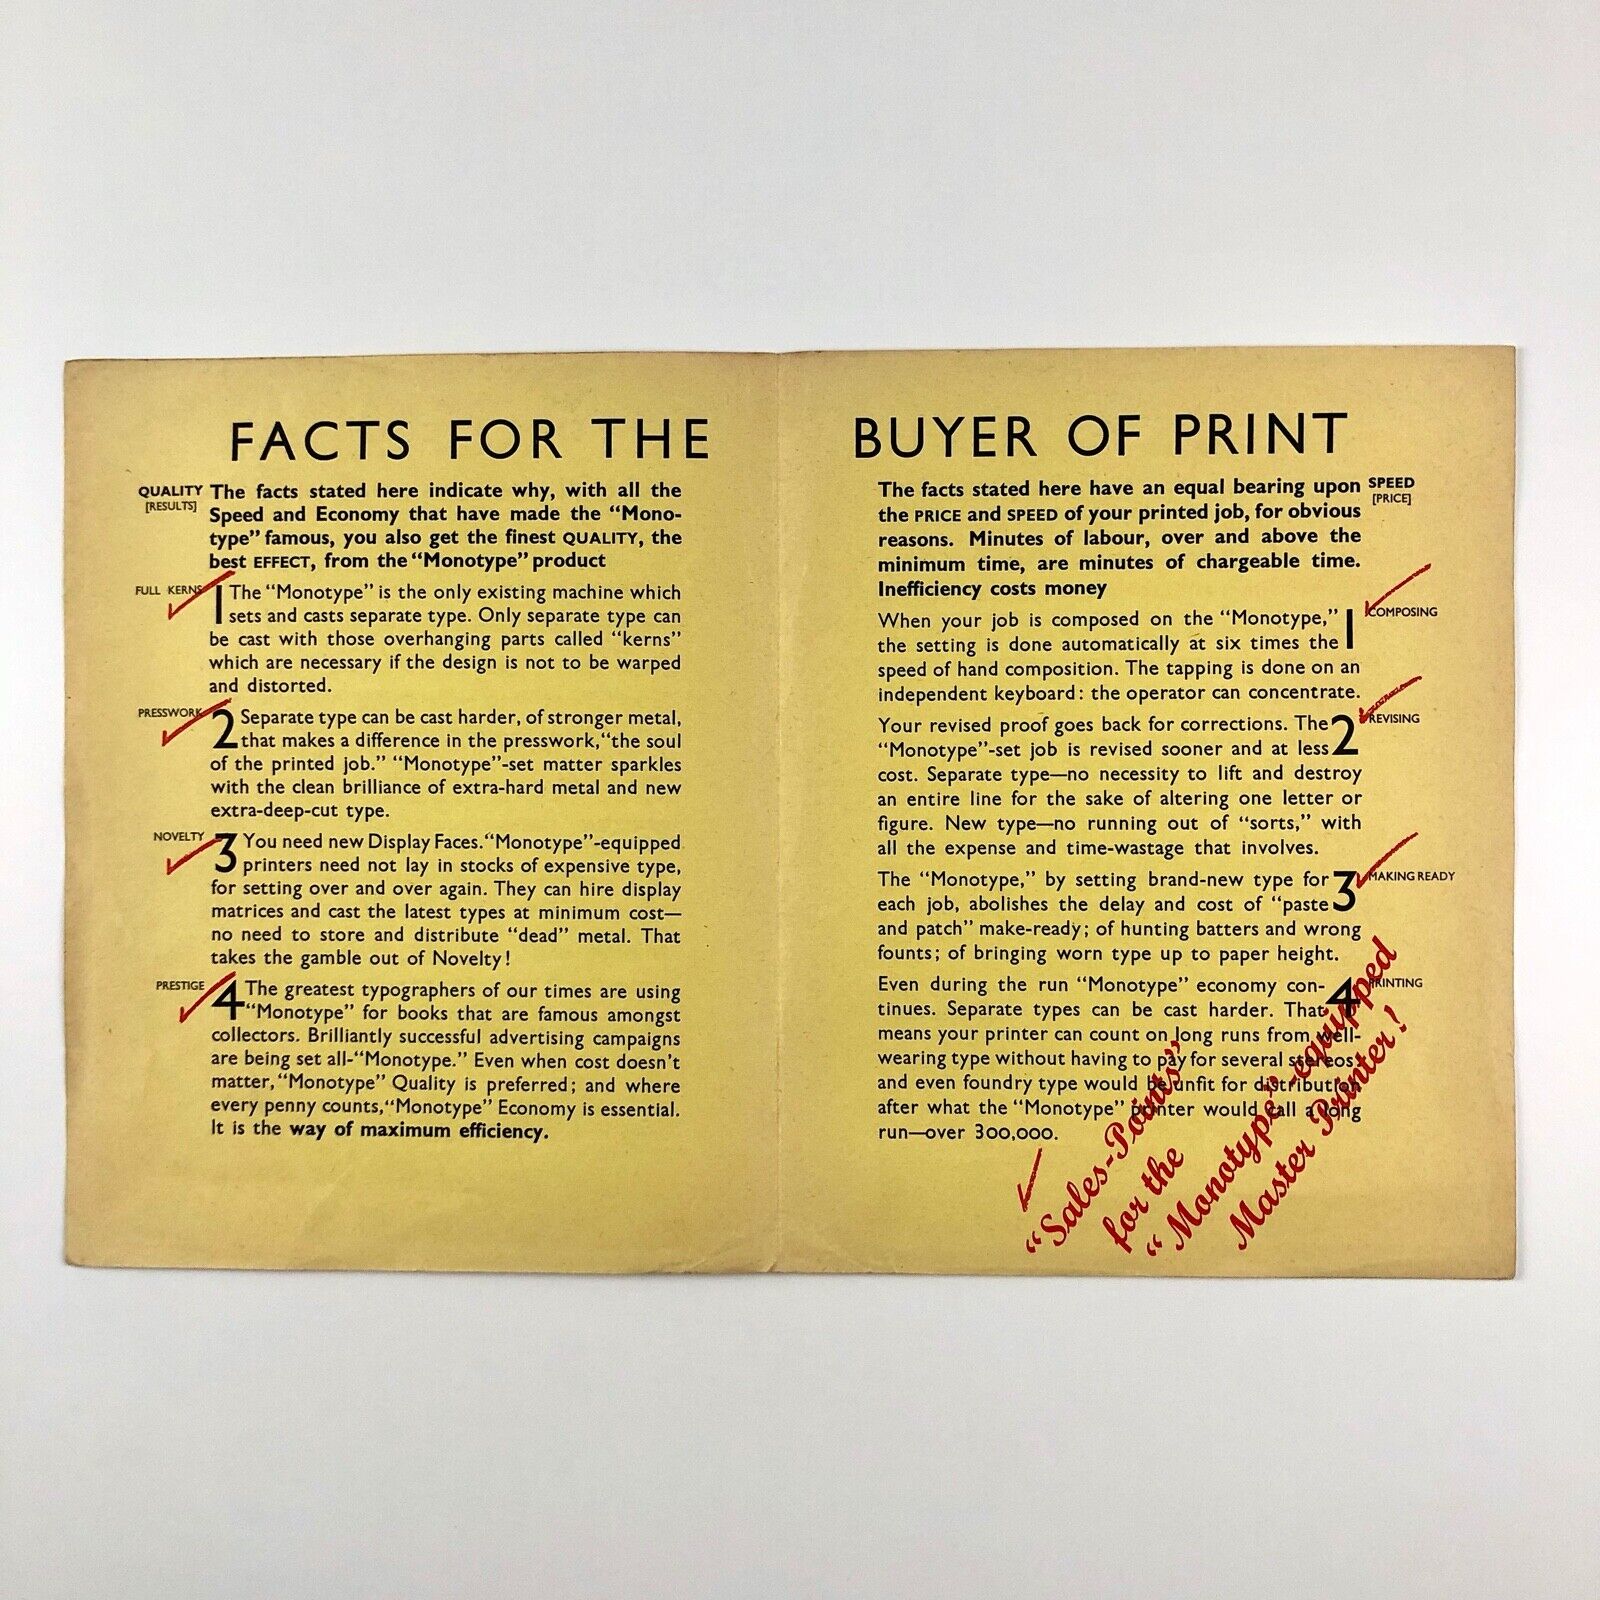 FACTS FOR THE BUYER OF PRINT
QUALITY
[RESULTS]
The facts stated here indicate why, with all the
Speed and Economy that have made the “Mono-
type” famous, you also get the finest QUALITY, the
best EFFECT, from the “Monotype” product
FULL KERNS
1 The “Monotype” is the only existing machine which
sets and casts separate type. Only separate type can
be cast with those overhanging parts called “kerns”
which are necessary if the design is not to be warped
and distorted.
PRESSWORK
2 Separate type can be cast harder, of stronger metal,
that makes a difference in the presswork, “the soul
of the printed job.” “Monotype”-set matter sparkles
with the clean brilliance of extra-hard metal and new
extra-deep-cut type.
NOVELTY
3 You need new Display Faces. “Monotype”-equipped
printers need not lay in stocks of expensive type,
for setting over and over again. They can hire display
matrices and cast the latest types at minimum cost—
no need to store and distribute “dead” metal. That
takes the gamble out of Novelty!
PRESTIGE
4 The greatest typographers of our times are using
“Monotype” for books that are famous amongst
collectors. Brilliantly successful advertising campaigns
are being set all-“Monotype.” Even when cost doesn’t
matter, “Monotype” Quality is preferred; and where
every penny counts, “Monotype” Economy is essential.
It is the way of maximum efficiency.
SPEED
[PRICE]
The facts stated here have an equal bearing upon
the PRICE and SPEED of your printed job, for obvious
reasons. Minutes of labour, over and above the
minimum time, are minutes of chargeable time.
Inefficiency costs money
COMPOSING
When your job is composed on the “Monotype,” 1
the setting is done automatically at six times the
speed of hand composition. The tapping is done on an
independent keyboard: the operator can concentrate.
REVISING
Your revised proof goes back for corrections. The 2
“Monotype”-set job is revised sooner and at less
cost. Separate type—no necessity to lift and destroy
an entire line for the sake of altering one letter or
figure. New type—no running out of “sorts,” with
all the expense and time-wastage that involves.
MAKING READY
The “Monotype,” by setting brand-new type for 3
each job, abolishes the delay and cost of “paste
and patch” make-ready; of hunting batters and wrong
founts; of bringing worn type up to paper height.
PRINTING
Even during the run “Monotype” economy con- 4
tinues. Separate types can be cast harder. That
means your printer can count on long runs from well-
wearing type without having to pay for several stereos,
and even foundry type would be unfit for distribution
after what the “Monotype” printer would call a long
run—over 300,000.
“Sales-Points”
for the
“Monotype”-equipped
Master Printer!